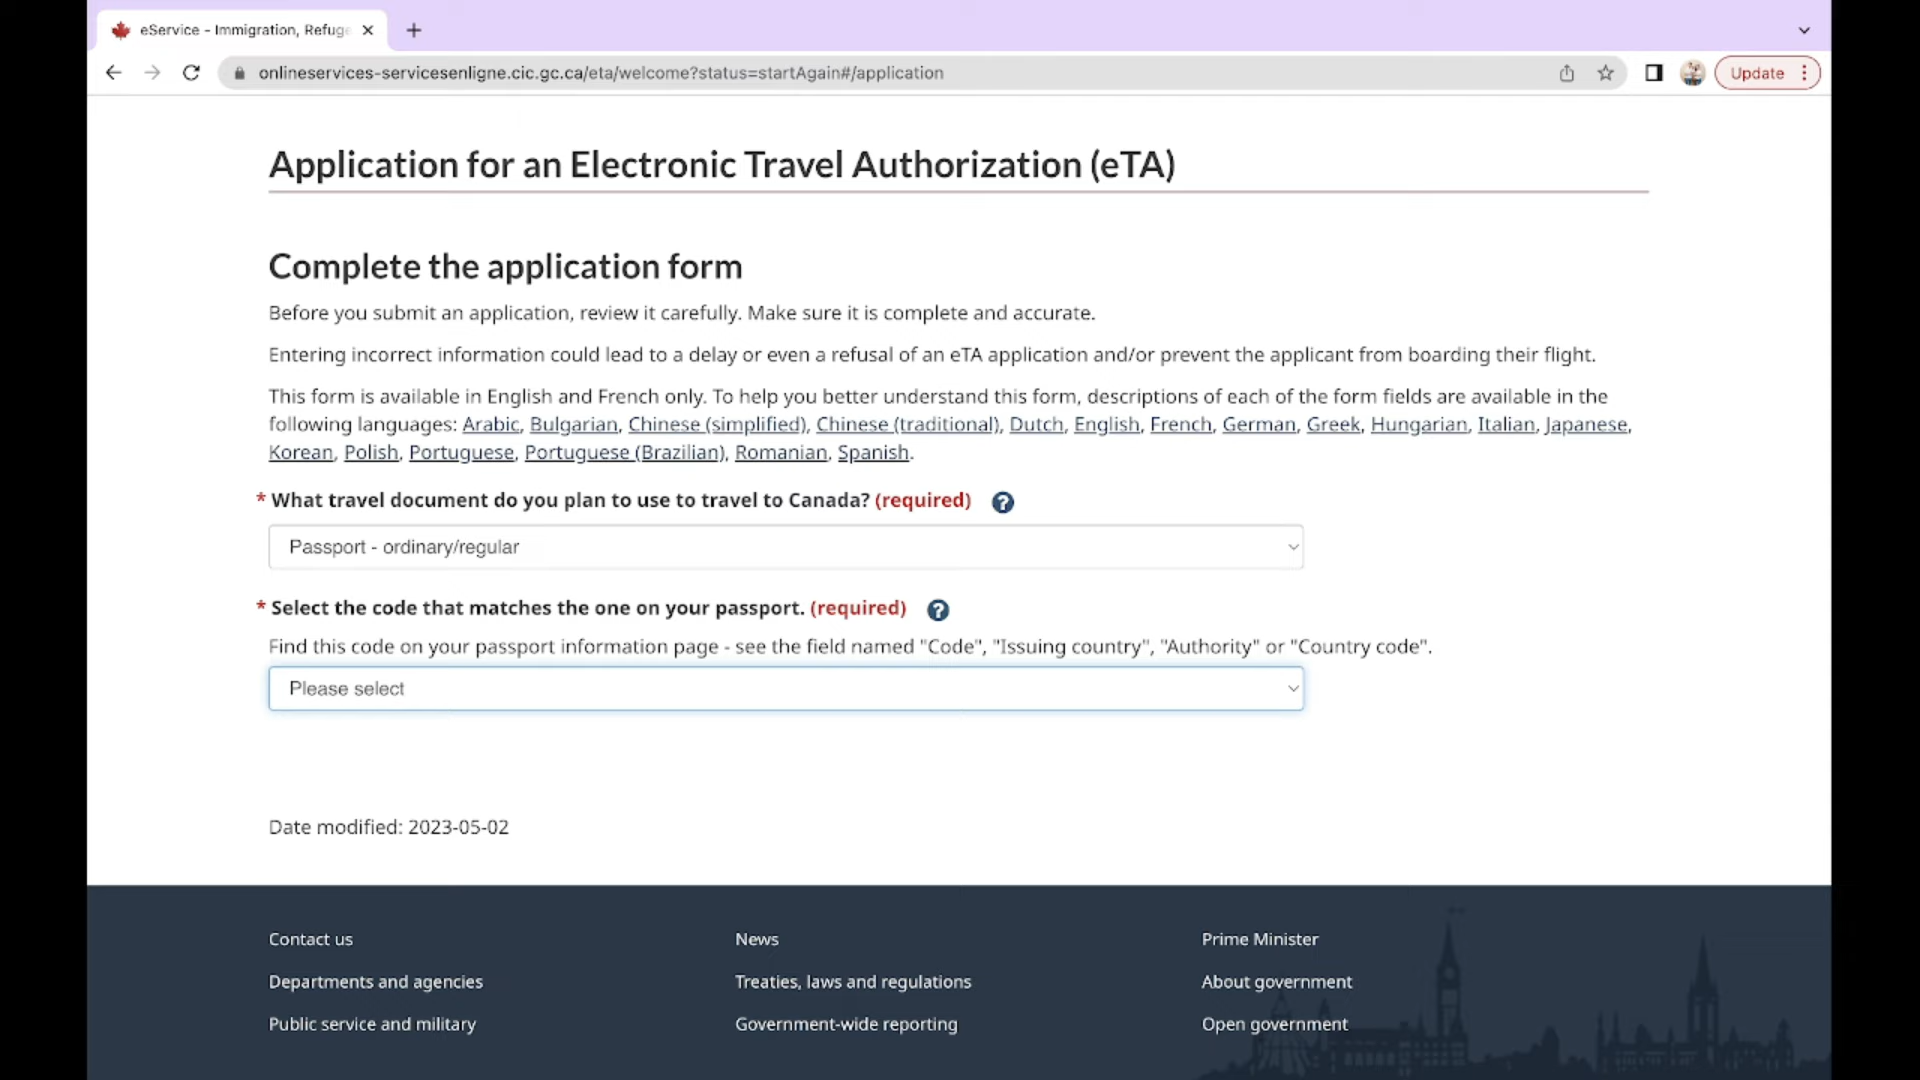 eService - Immigration, Refuge
onlineservices-servicesenligne.cic.gc.ca/eta/welcome?status=startAgain#/application
Update
Application for an Electronic Travel Authorization (eTA)
Complete the application form
Before you submit an application, review it carefully. Make sure it is complete and accurate.
Entering incorrect information could lead to a delay or even a refusal of an eTA application and/or prevent the applicant from boarding their flight.
This form is available in English and French only. To help you better understand this form, descriptions of each of the form fields are available in the
following languages: Arabic, Bulgarian, Chinese (simplified), Chinese (traditional), Dutch, English, French, German, Greek, Hungarian, Italian, Japanese,
Korean, Polish, Portuguese, Portuguese (Brazilian), Romanian, Spanish.
* What travel document do you plan to use to travel to Canada? (required) ?
Passport - ordinary/regular
* Select the code that matches the one on your passport. (required) ?
Find this code on your passport information page - see the field named "Code", "Issuing country", "Authority" or "Country code".
Please select
Date modified: 2023-05-02
Contact us News Prime Minister
Departments and agencies Treaties, laws and regulations About government
Public service and military Government-wide reporting Open government